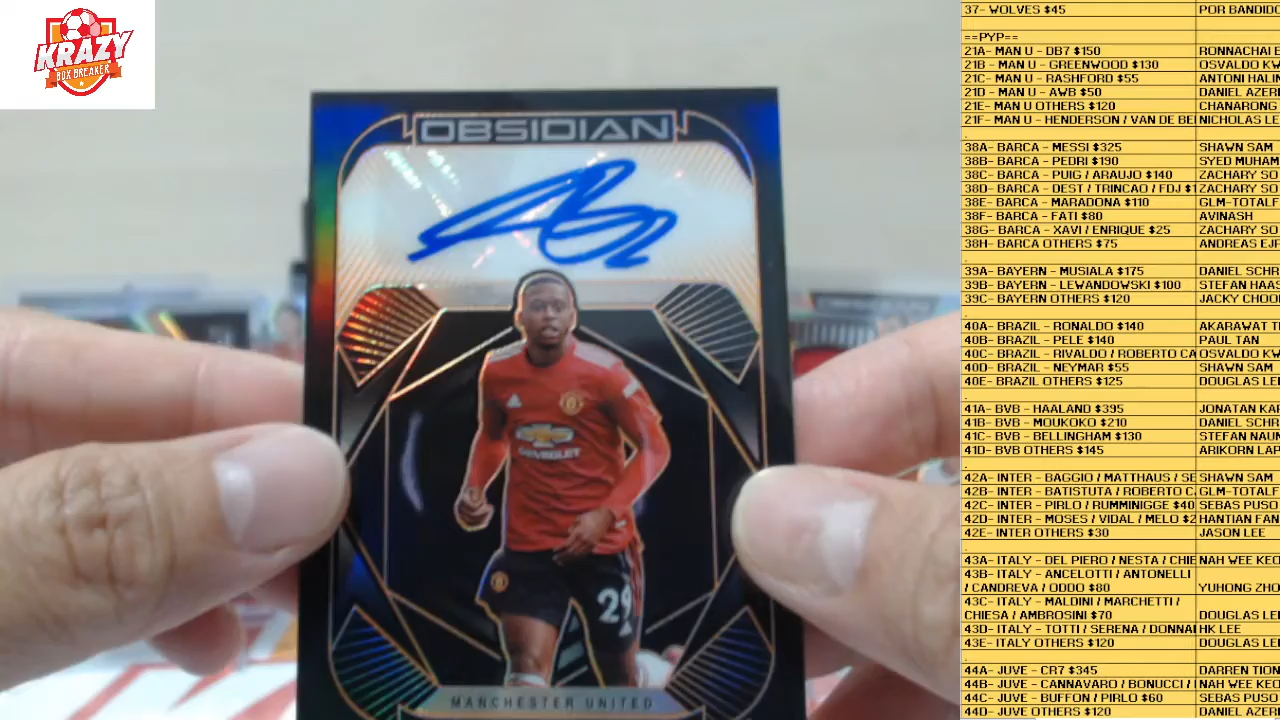 KRAZY
BOX BREAKER
OBSIDIAN
CHEVROLET
29
MANCHESTER UNITED
37- WOLVES $45 POR BANDIDO
==PYP==
21A- MAN U - DB7 $150 RONNACHAI
21B - MAN U - GREENWOOD $130 OSVALDO KW
21C- MAN U - RASHFORD $55 ANTONI HALIN
21D - MAN U - AWB $50 DANIEL AZER
21E- MAN U OTHERS $120 CHANARONG
21F- MAN U - HENDERSON / VAN DE BE NICHOLAS LE
.
38A- BARCA - MESSI $325 SHAWN SAM
38B- BARCA - PEDRI $190 SYED MUHAM
38C- BARCA - PUIG / ARAUJO $140 ZACHARY SO
38D- BARCA - DEST / TRINCAO / FDJ $1 ZACHARY SO
38E- BARCA - MARADONA $110 GLM-TOTALF
38F- BARCA - FATI $80 AVINASH
38G- BARCA - XAVI / ENRIQUE $25 ZACHARY SO
38H- BARCA OTHERS $75 ANDREAS EJF
.
39A- BAYERN - MUSIALA $175 DANIEL SCHR
39B- BAYERN - LEWANDOWSKI $100 STEFAN HAAS
39C- BAYERN OTHERS $120 JACKY CHOO
.
40A- BRAZIL - RONALDO $140 AKARAWAT T
40B- BRAZIL - PELE $140 PAUL TAN
40C- BRAZIL - RIVALDO / ROBERTO CA OSVALDO KW
40D- BRAZIL - NEYMAR $55 SHAWN SAM
40E- BRAZIL OTHERS $125 DOUGLAS LE
.
41A- BVB - HAALAND $395 JONATAN KAR
41B- BVB - MOUKOKO $210 DANIEL SCHR
41C- BVB - BELLINGHAM $130 STEFAN NAUN
41D- BVB OTHERS $145 ARIKORN LAP
.
42A- INTER - BAGGIO / MATTHAUS / SE SHAWN SAM
42B- INTER - BATISTUTA / ROBERTO C. GLM-TOTALF
42C- INTER - PIRLO / RUMMINIGGE $40 SEBAS PUSO
42D- INTER - MOSES / VIDAL / MELO $2 HANTIAN FAN
42E- INTER OTHERS $30 JASON LEE
.
43A- ITALY - DEL PIERO / NESTA / CHIE NAH WEE KEO
43B- ITALY - ANCELOTTI / ANTONELLI
/ CANDREVA / ODDO $80 YUHONG ZHO
43C- ITALY - MALDINI / MARCHETTI /
CHIESA / AMBROSINI $70 DOUGLAS LE
43D- ITALY - TOTTI / SERENA / DONNA HK LEE
43E- ITALY OTHERS $120 DOUGLAS LE
.
44A- JUVE - CR7 $345 DARREN TION
44B- JUVE - CANNAVARO / BONUCCI / NAH WEE KEO
44C- JUVE - BUFFON / PIRLO $60 SEBAS PUSO
44D- JUVE OTHERS $120 DANIEL AZER